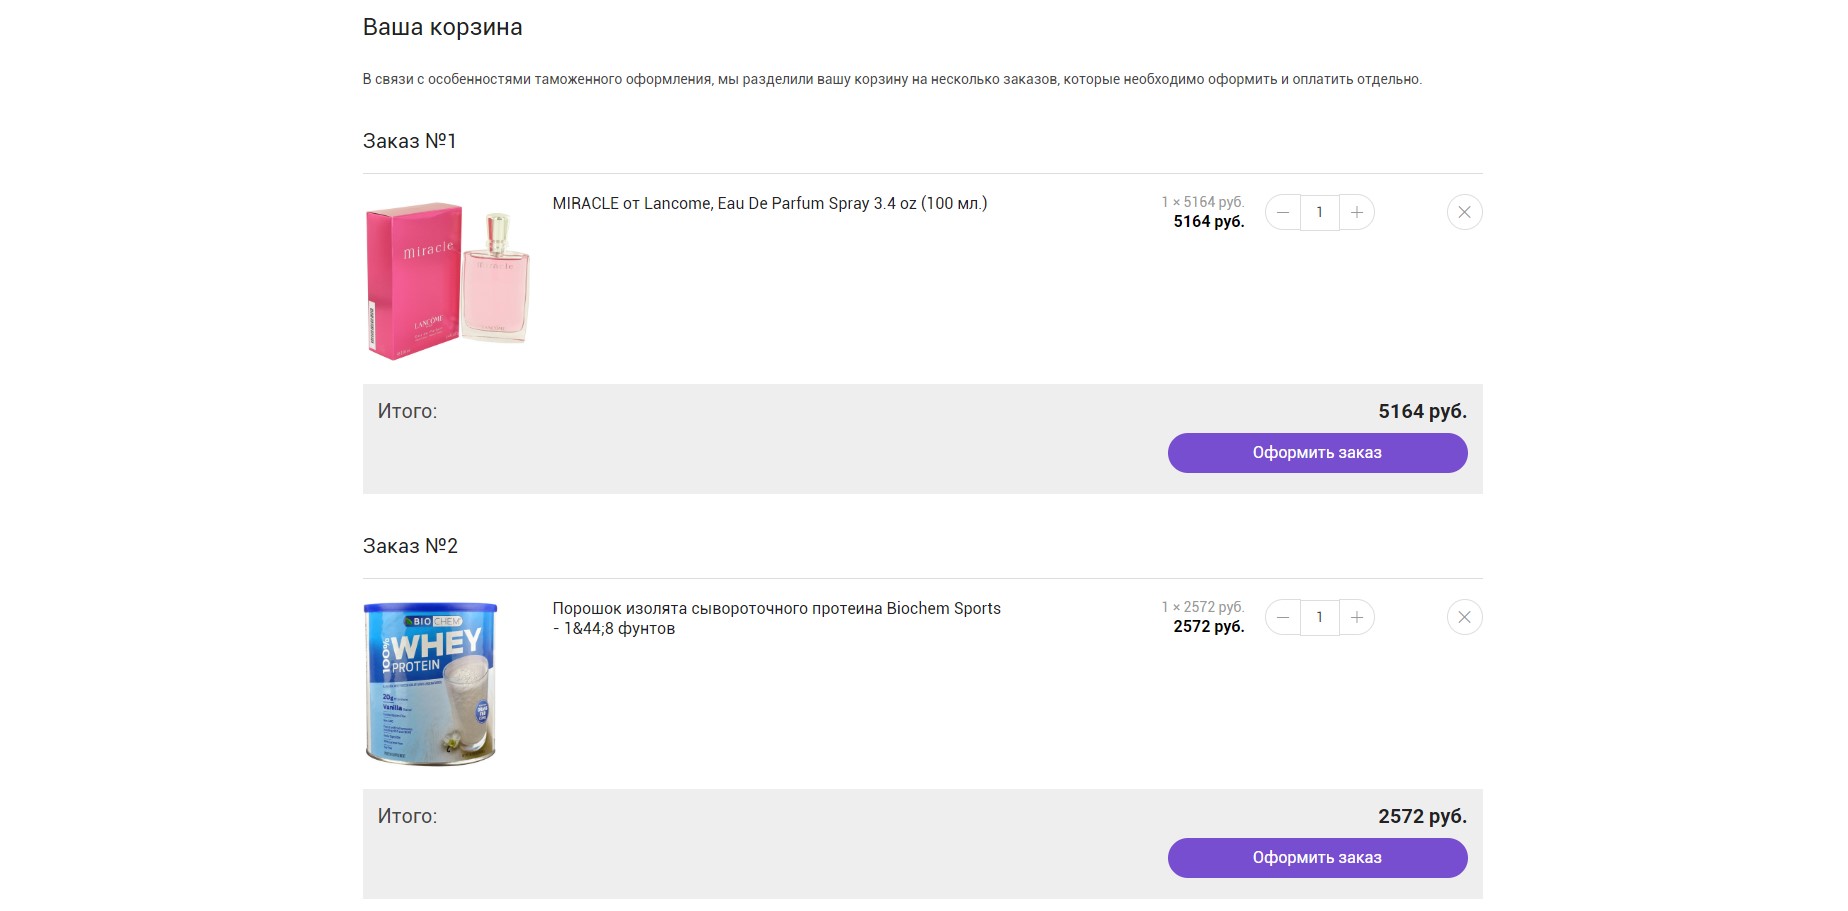 Ваша корзина
В связи с особенностями таможенного оформления, мы разделили вашу корзину на несколько заказов, которые необходимо оформить и оплатить отдельно.
Заказ №1
MIRACLE от Lancome, Eau De Parfum Spray 3.4 oz (100 мл.)
1 × 5164 руб.
5164 руб.
1
miracle
LANCÔME
Итого:
5164 руб.
Оформить заказ
Заказ №2
Порошок изолята сывороточного протеина Biochem Sports
- 1&44;8 фунтов
1 × 2572 руб.
2572 руб.
1
BIOCHEM
100%
WHEY
PROTEIN
20g
Vanilla
Итого:
2572 руб.
Оформить заказ